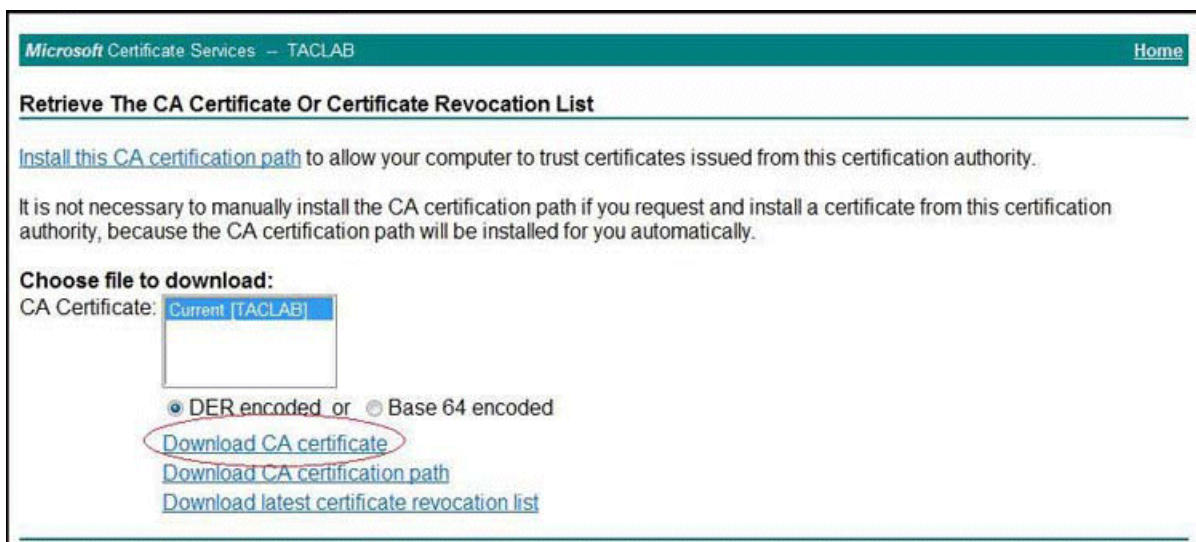 Microsoft Certificate Services -- TACLAB Home
Retrieve The CA Certificate Or Certificate Revocation List
Install this CA certification path to allow your computer to trust certificates issued from this certification authority.
It is not necessary to manually install the CA certification path if you request and install a certificate from this certification
authority, because the CA certification path will be installed for you automatically.
Choose file to download:
CA Certificate: Current [TACLAB]
DER encoded or Base 64 encoded
Download CA certificate
Download CA certification path
Download latest certificate revocation list